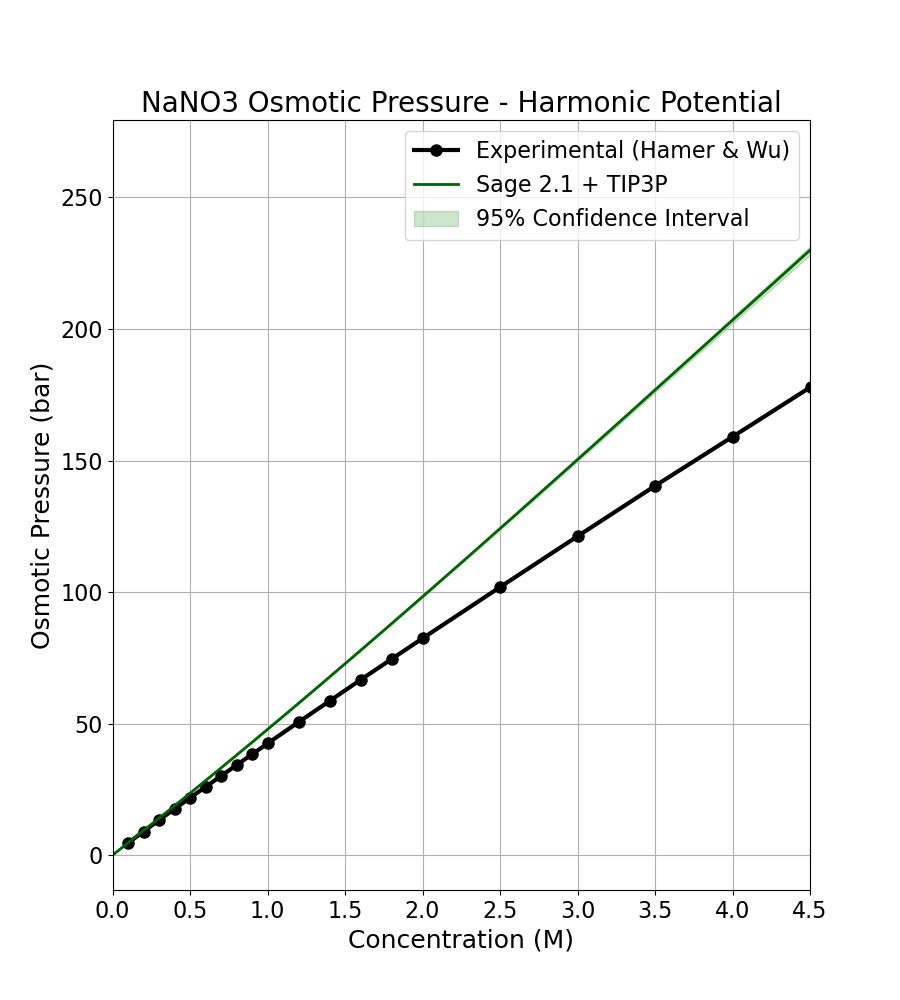 NaNO3 Osmotic Pressure - Harmonic Potential
Experimental (Hamer & Wu)
Sage 2.1 + TIP3P
95% Confidence Interval
Osmotic Pressure (bar)
250
200
150
100
50
0
0.0 0.5 1.0 1.5 2.0 2.5 3.0 3.5 4.0 4.5
Concentration (M)